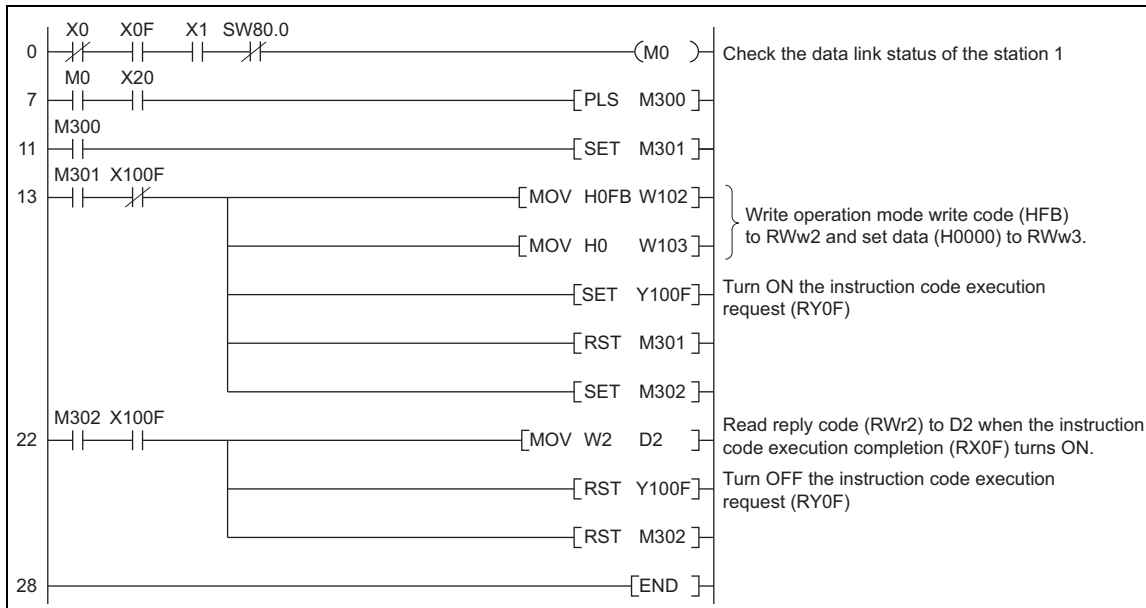 X0 X0F X1 SW80.0
0 M0 Check the data link status of the station 1
M0 X20
7 PLS M300
M300
11 SET M301
M301 X100F
13 MOV H0FB W102
Write operation mode write code (HFB)
to RWw2 and set data (H0000) to RWw3.
MOV H0 W103
SET Y100F Turn ON the instruction code execution
request (RY0F)
RST M301
SET M302
M302 X100F
22 MOV W2 D2 Read reply code (RWr2) to D2 when the instruction
code execution completion (RX0F) turns ON.
RST Y100F Turn OFF the instruction code execution
request (RY0F)
RST M302
28 END